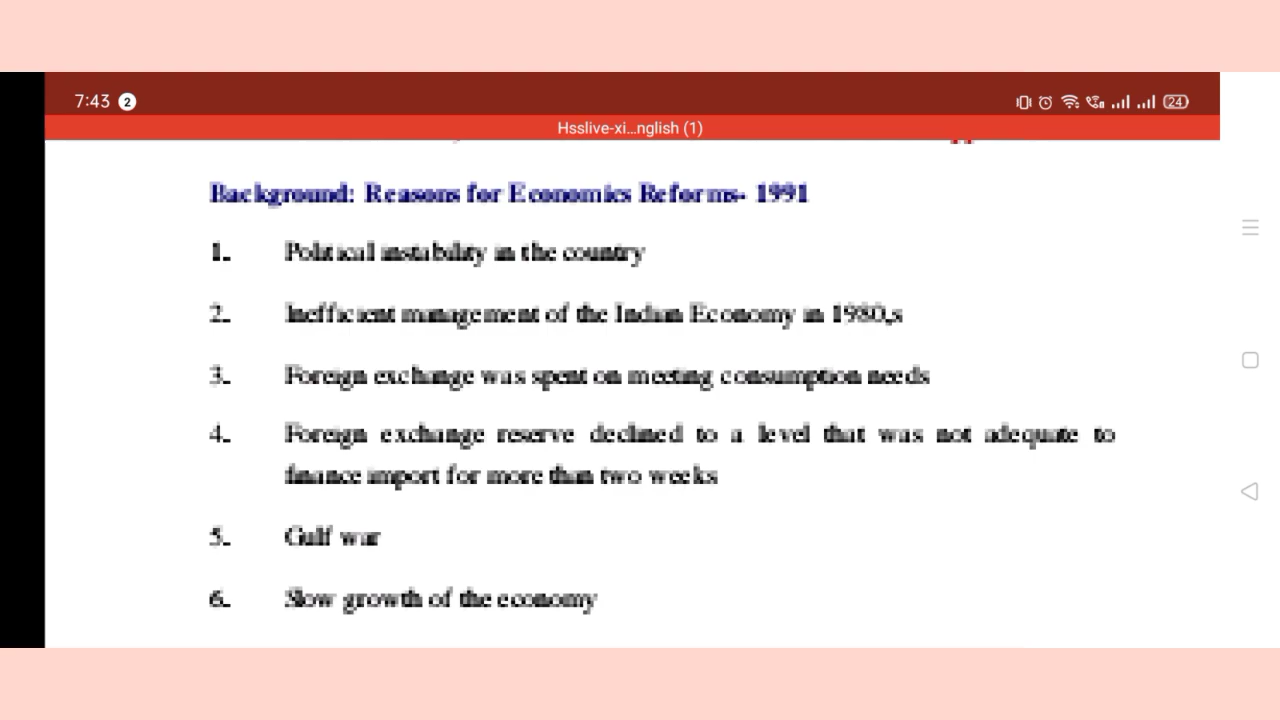 7:43 2 24
Hsslive-xi...nglish (1)
Background: Reasons for Economics Reforms- 1991
1. Political instability in the country
2. Inefficient management of the Indian Economy in 1980,s
3. Foreign exchange was spent on meeting consumption needs
4. Foreign exchange reserve declined to a level that was not adequate to
finance import for more than two weeks
5. Gulf war
6. Slow growth of the economy